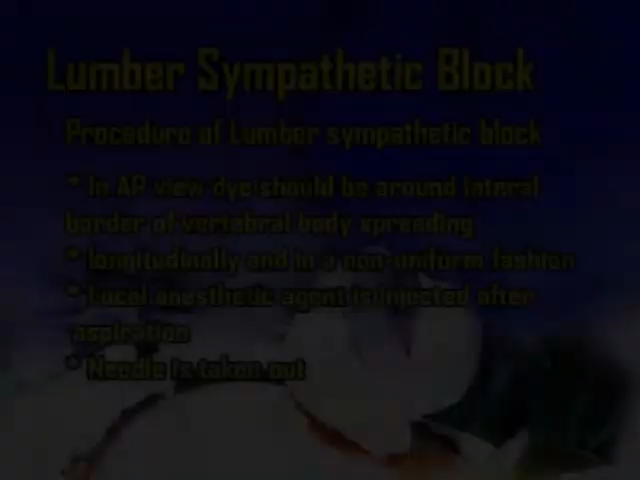 Lumber Sympathetic Block
Procedure of Lumber sympathetic block
* In AP view dye should be around lateral
border of vertebral body spreading
* longitudinally and in a non-uniform fashion
* Local anesthetic agent is injected after
aspiration
* Needle is taken out